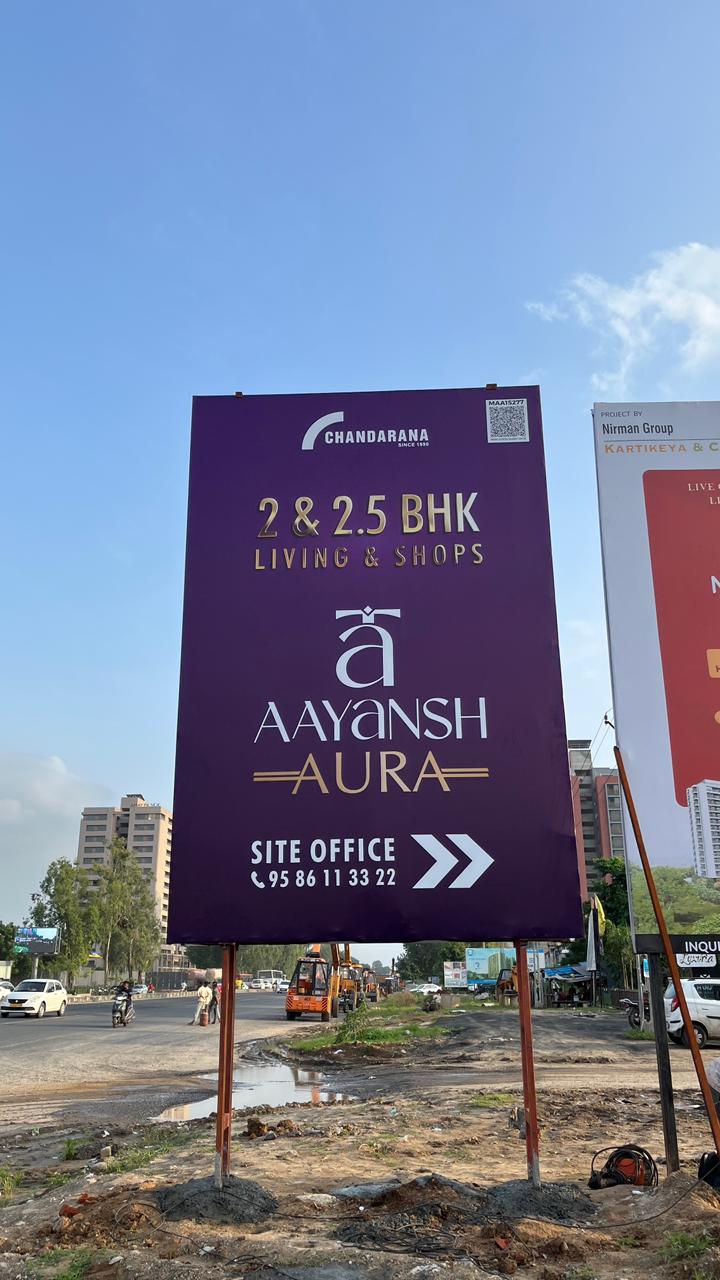 CHANDARANA
SINCE 1990
MAA15277
2 & 2.5 BHK
LIVING & SHOPS
AAYANSH
AURA
SITE OFFICE
95 86 11 33 22
PROJECT BY
Nirman Group
KARTIKEYA &
LIVE
INQU